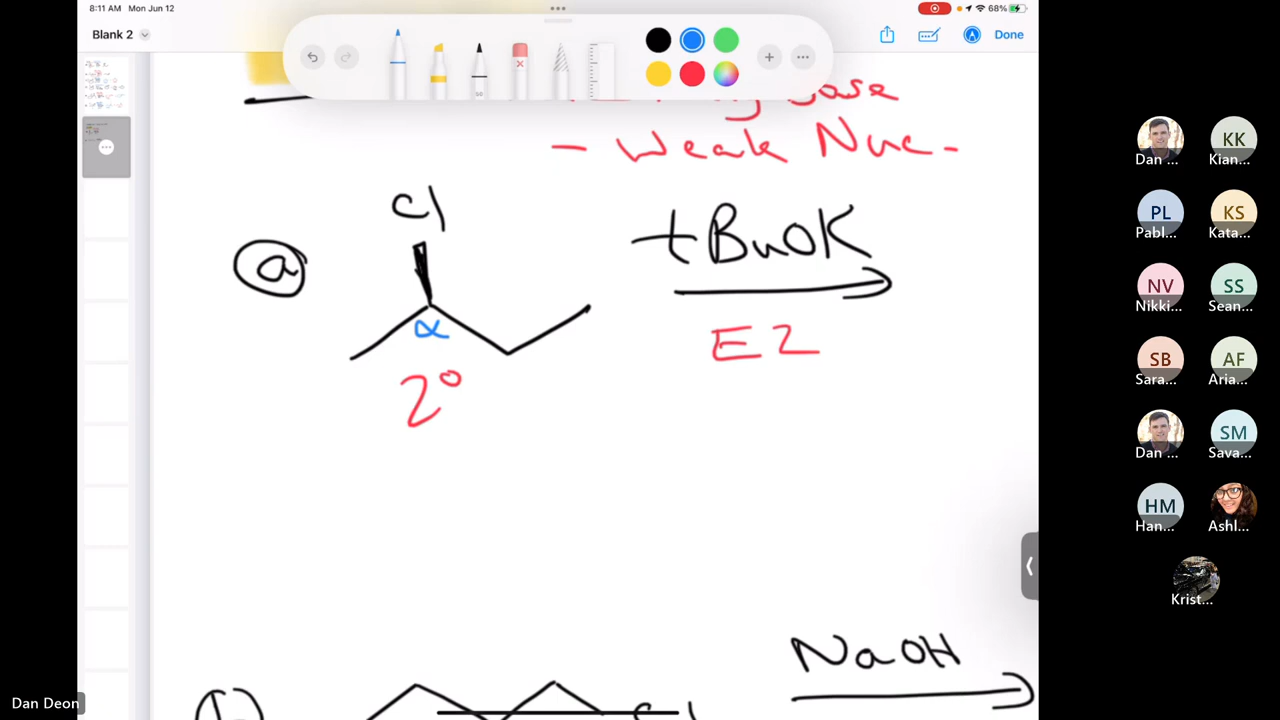 8:11 AM Mon Jun 12
68%
Blank 2
Done
Base
- Weak Nuc.
Cl
a
tBuOK
α
E2
2°
NaOH
Cl
Dan ...
KK
Kian...
PL
Pabl...
KS
Kata...
NV
Nikki...
SS
Sean...
SB
Sara...
AF
Aria...
Dan ...
SM
Sava...
HM
Han...
Ashl...
Krist...
Dan Deon